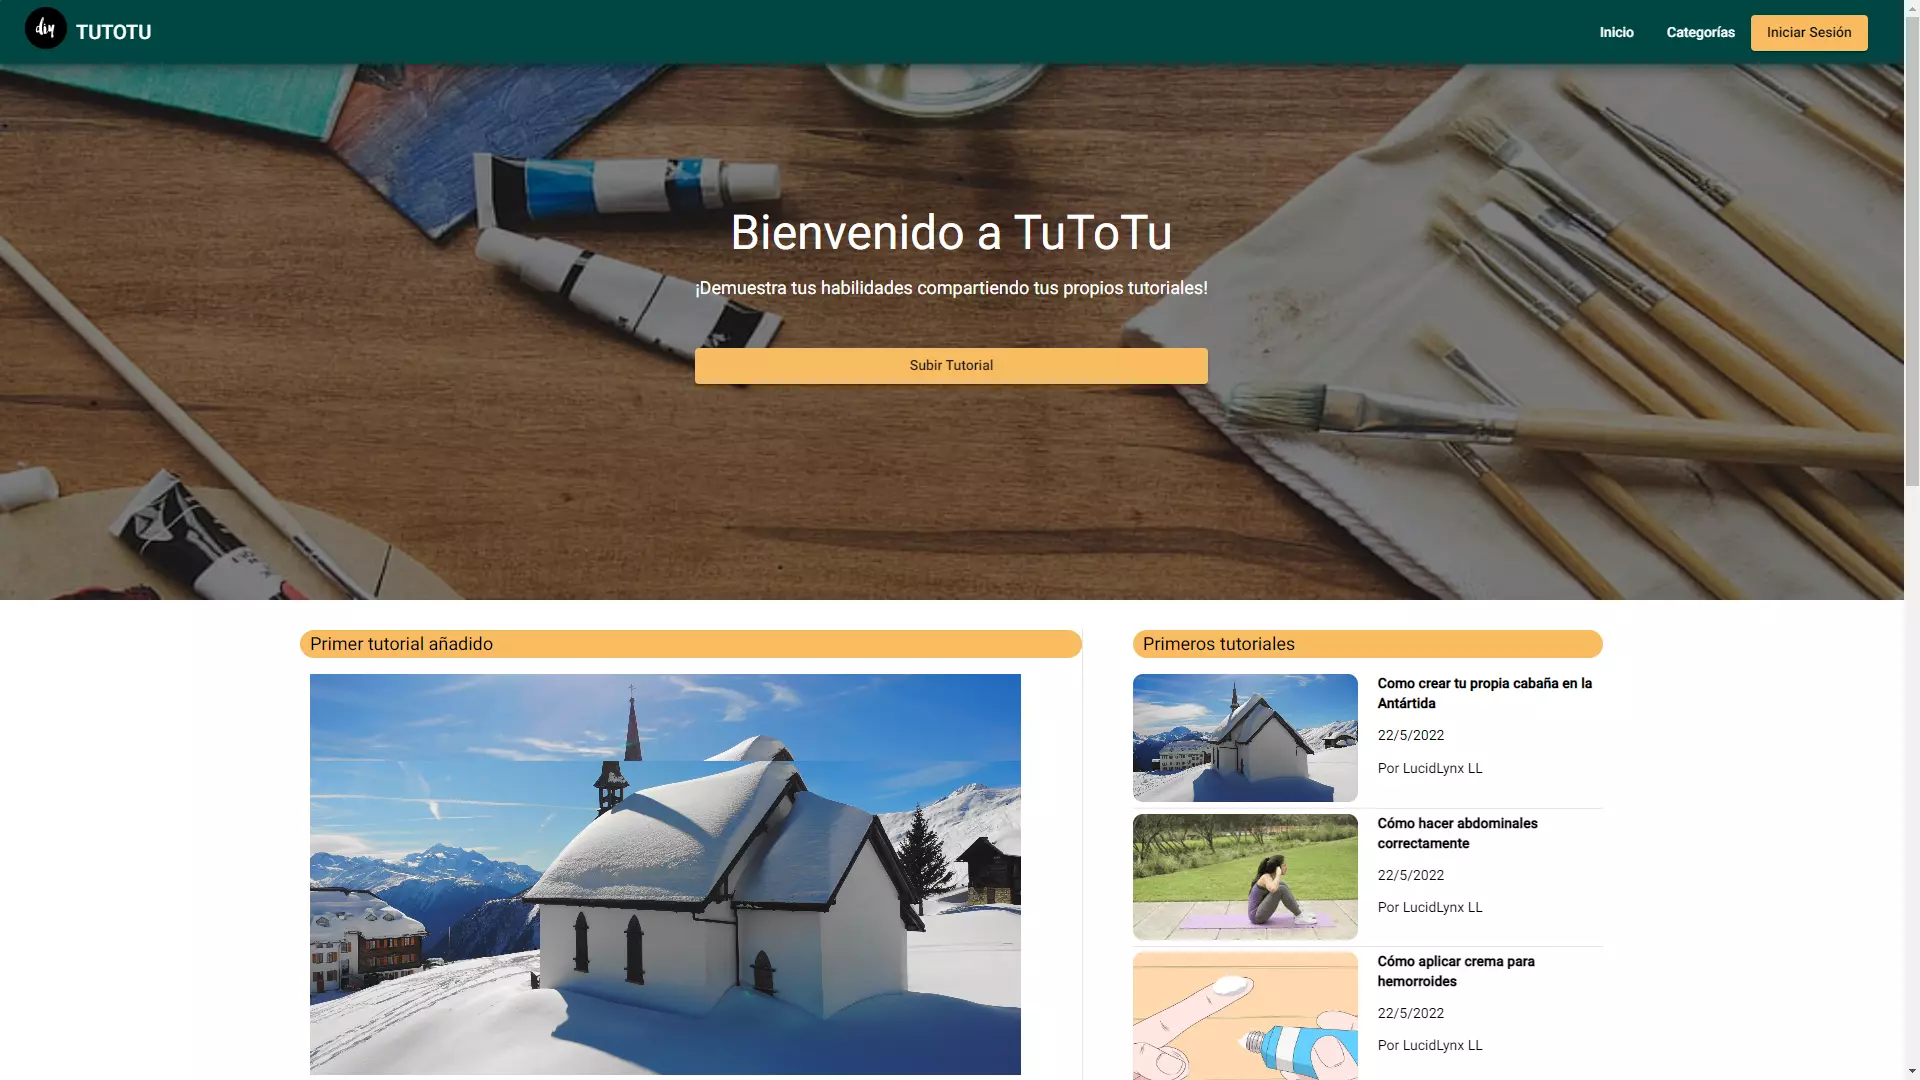 diy
TUTOTU
Inicio
Categorías
Iniciar Sesión
Bienvenido a TuToTu
¡Demuestra tus habilidades compartiendo tus propios tutoriales!
Subir Tutorial
Primer tutorial añadido
Primeros tutoriales
Como crear tu propia cabaña en la
Antártida
22/5/2022
Por LucidLynx LL
Cómo hacer abdominales
correctamente
22/5/2022
Por LucidLynx LL
Cómo aplicar crema para
hemorroides
22/5/2022
Por LucidLynx LL